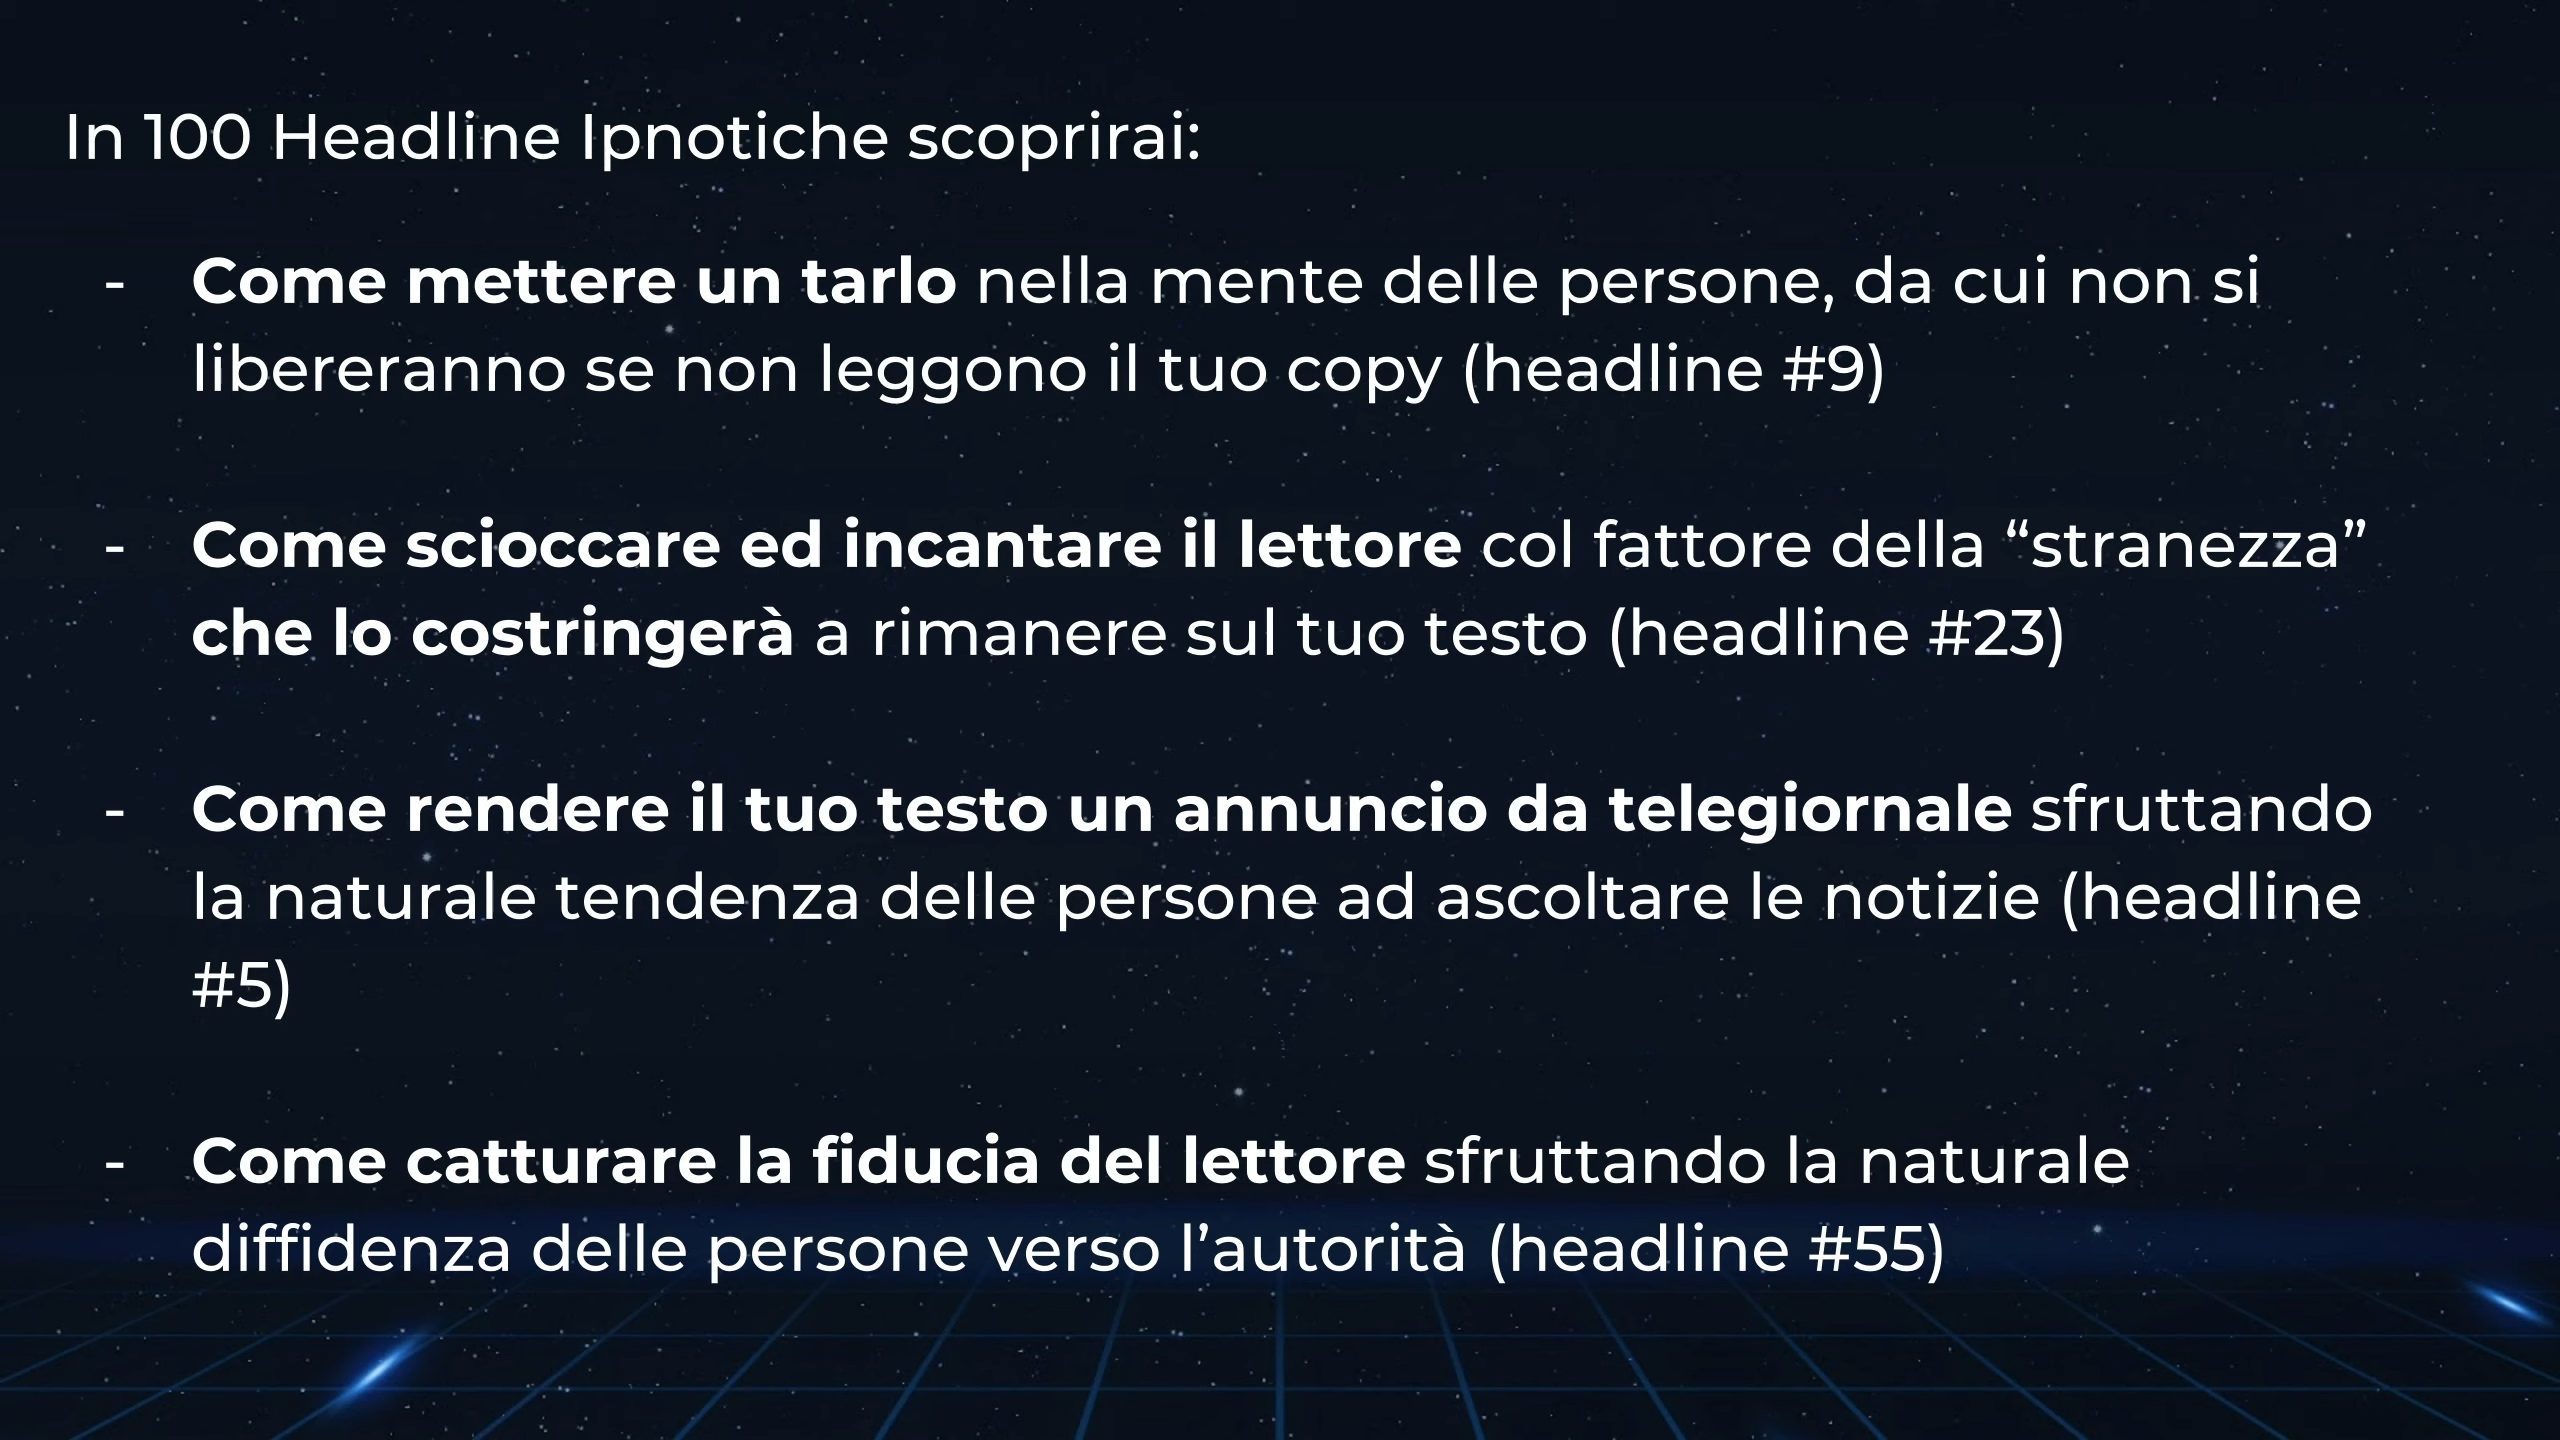 In 100 Headline Ipnotiche scoprirai:
- Come mettere un tarlo nella mente delle persone, da cui non si
libereranno se non leggono il tuo copy (headline #9)
- Come scioccare ed incantare il lettore col fattore della “stranezza”
che lo costringerà a rimanere sul tuo testo (headline #23)
- Come rendere il tuo testo un annuncio da telegiornale sfruttando
la naturale tendenza delle persone ad ascoltare le notizie (headline
#5)
- Come catturare la fiducia del lettore sfruttando la naturale
diffidenza delle persone verso l’autorità (headline #55)